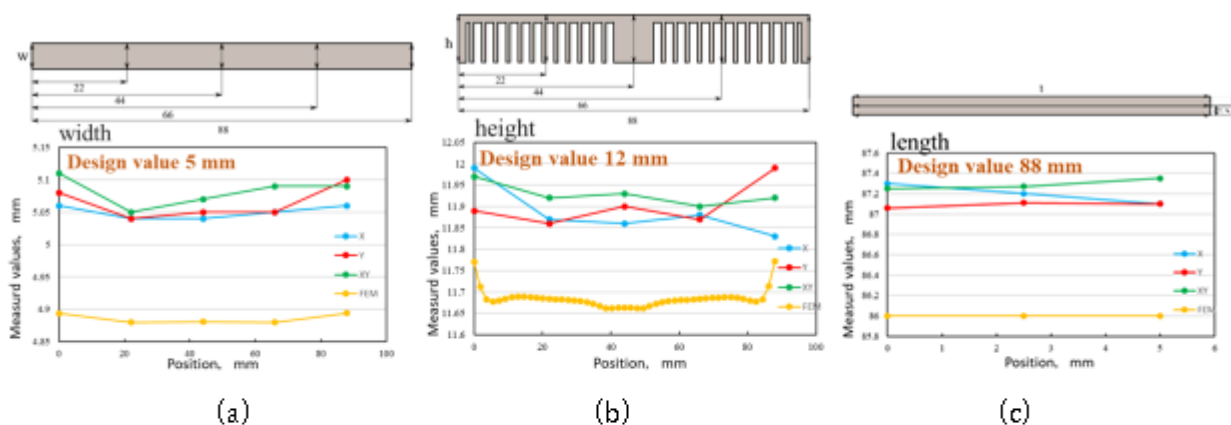 w
22
44
66
88
width
Design value 5 mm
5.15
5.1
5.05
5
4.95
4.9
4.85
0
20
40
60
80
100
Measurd values, mm
Position, mm
X
Y
XY
FEM
(a)
h
22
44
66
88
height
Design value 12 mm
12.05
12
11.95
11.9
11.85
11.8
11.75
11.7
11.65
11.6
0
20
40
60
80
100
Measurd values, mm
Position, mm
X
Y
XY
FEM
(b)
length
Design value 88 mm
87.6
87.4
87.2
87
86.8
86.6
86.4
86.2
86
85.8
0
1
2
3
4
5
6
Measurd values, mm
Position, mm
X
Y
XY
FEM
(c)